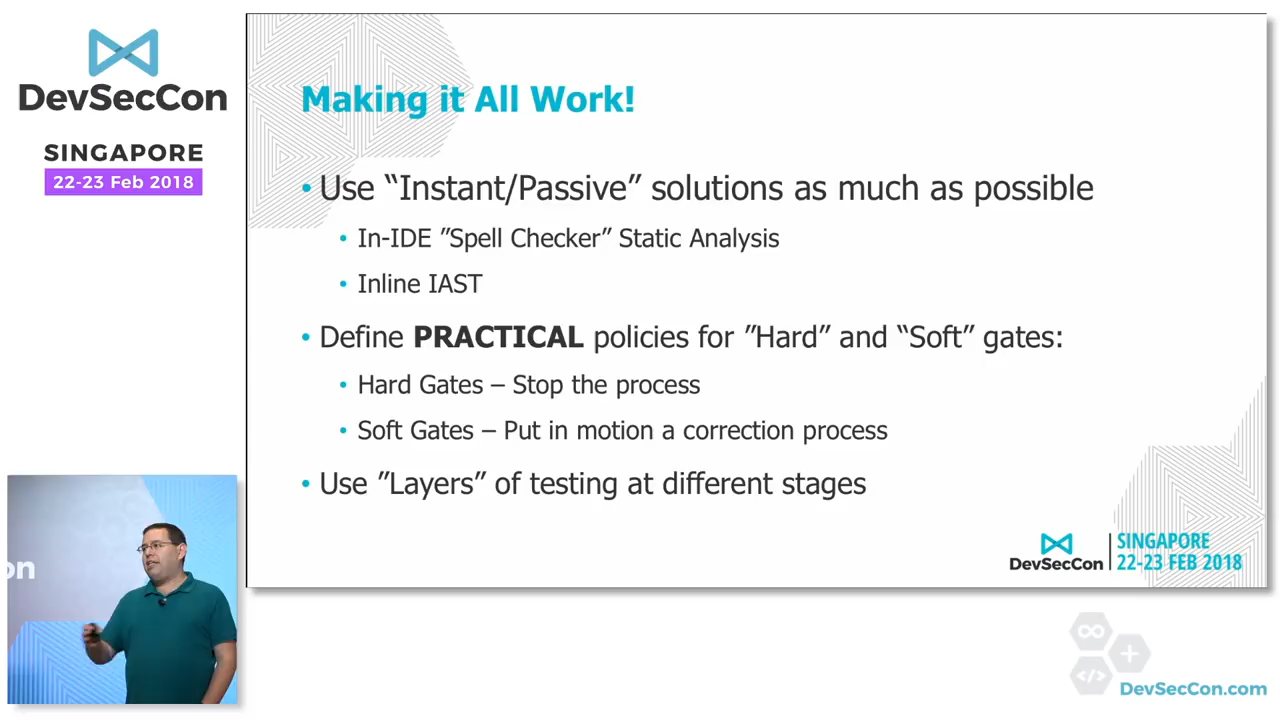 DevSecCon
SINGAPORE
22-23 Feb 2018
Making it All Work!
• Use “Instant/Passive” solutions as much as possible
• In-IDE ”Spell Checker” Static Analysis
• Inline IAST
• Define PRACTICAL policies for ”Hard” and “Soft” gates:
• Hard Gates – Stop the process
• Soft Gates – Put in motion a correction process
• Use ”Layers” of testing at different stages
DevSecCon
SINGAPORE
22-23 FEB 2018
on
DevSecCon.com